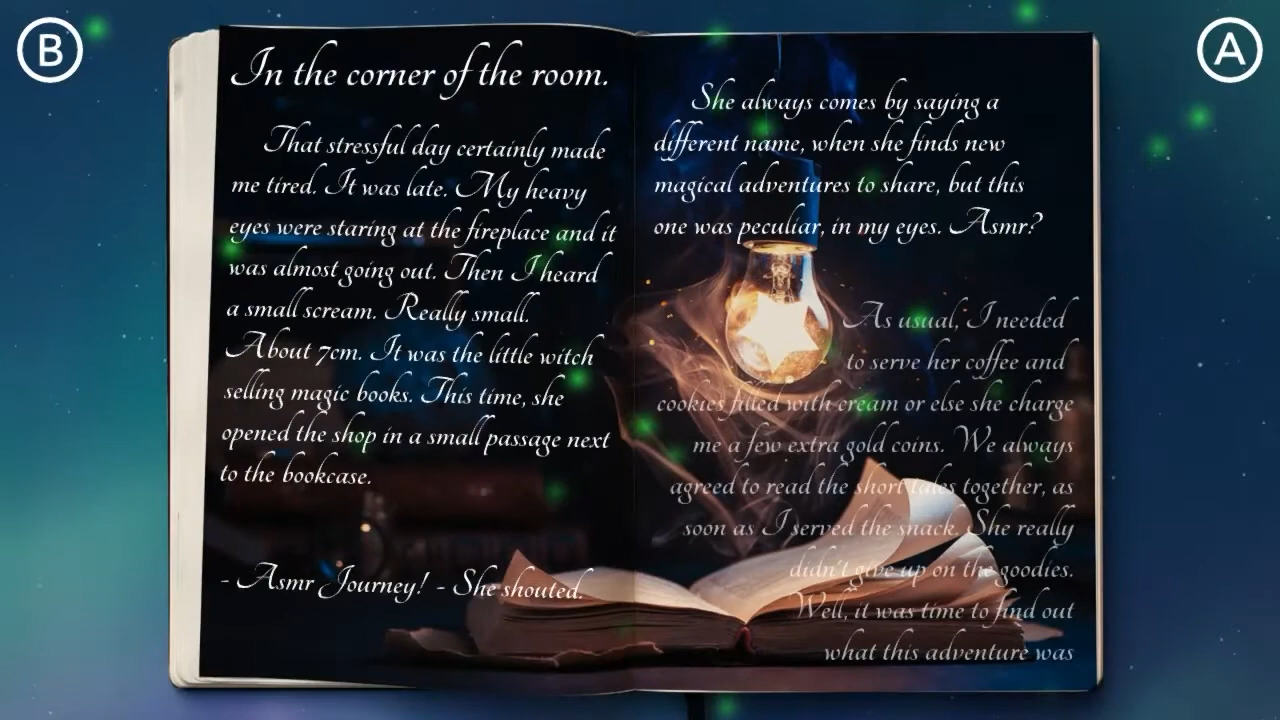 B
A
In the corner of the room.
That stressful day certainly made
me tired. It was late. My heavy
eyes were staring at the fireplace and it
was almost going out. Then I heard
a small scream. Really small.
About 7cm. It was the little witch
selling magic books. This time, she
opened the shop in a small passage next
to the bookcase.
- Asmr Journey! - She shouted.
She always comes by saying a
different name, when she finds new
magical adventures to share, but this
one was peculiar, in my eyes. Asmr?
As usual, I needed
to serve her coffee and
cookies filled with cream or else she charge
me a few extra gold coins. We always
agreed to read the short tales together, as
soon as I served the snack. She really
didn't give up on the goodies.
Well, it was time to find out
what this adventure was